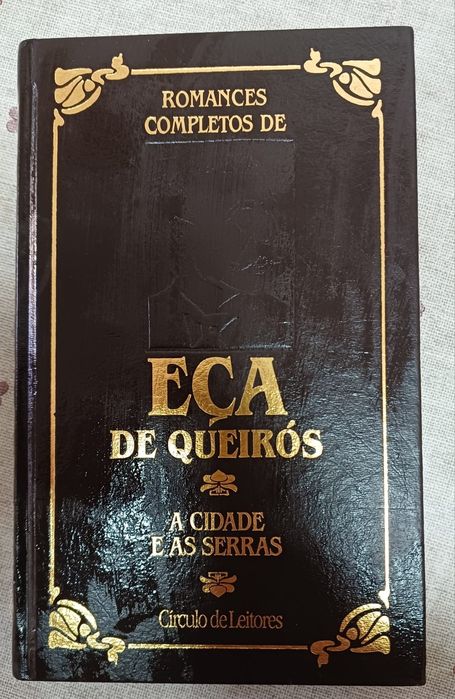 ROMANCES
COMPLETOS DE
EÇA
DE QUEIRÓS
A CIDADE
E AS SERRAS
Círculo de Leitores